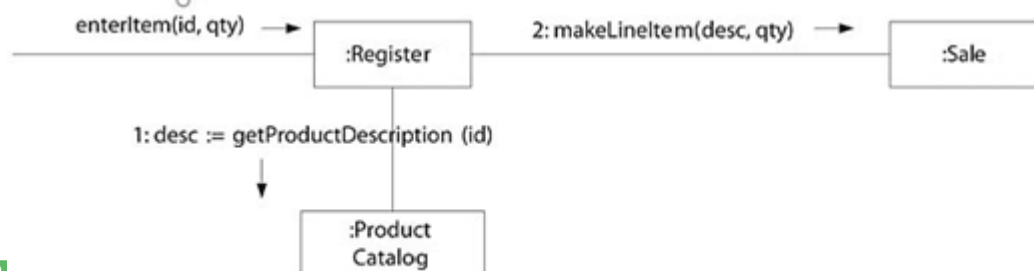 enterItem(id, qty)
:Register
2: makeLineItem(desc, qty)
:Sale
1: desc := getProductDescription (id)
:Product
Catalog